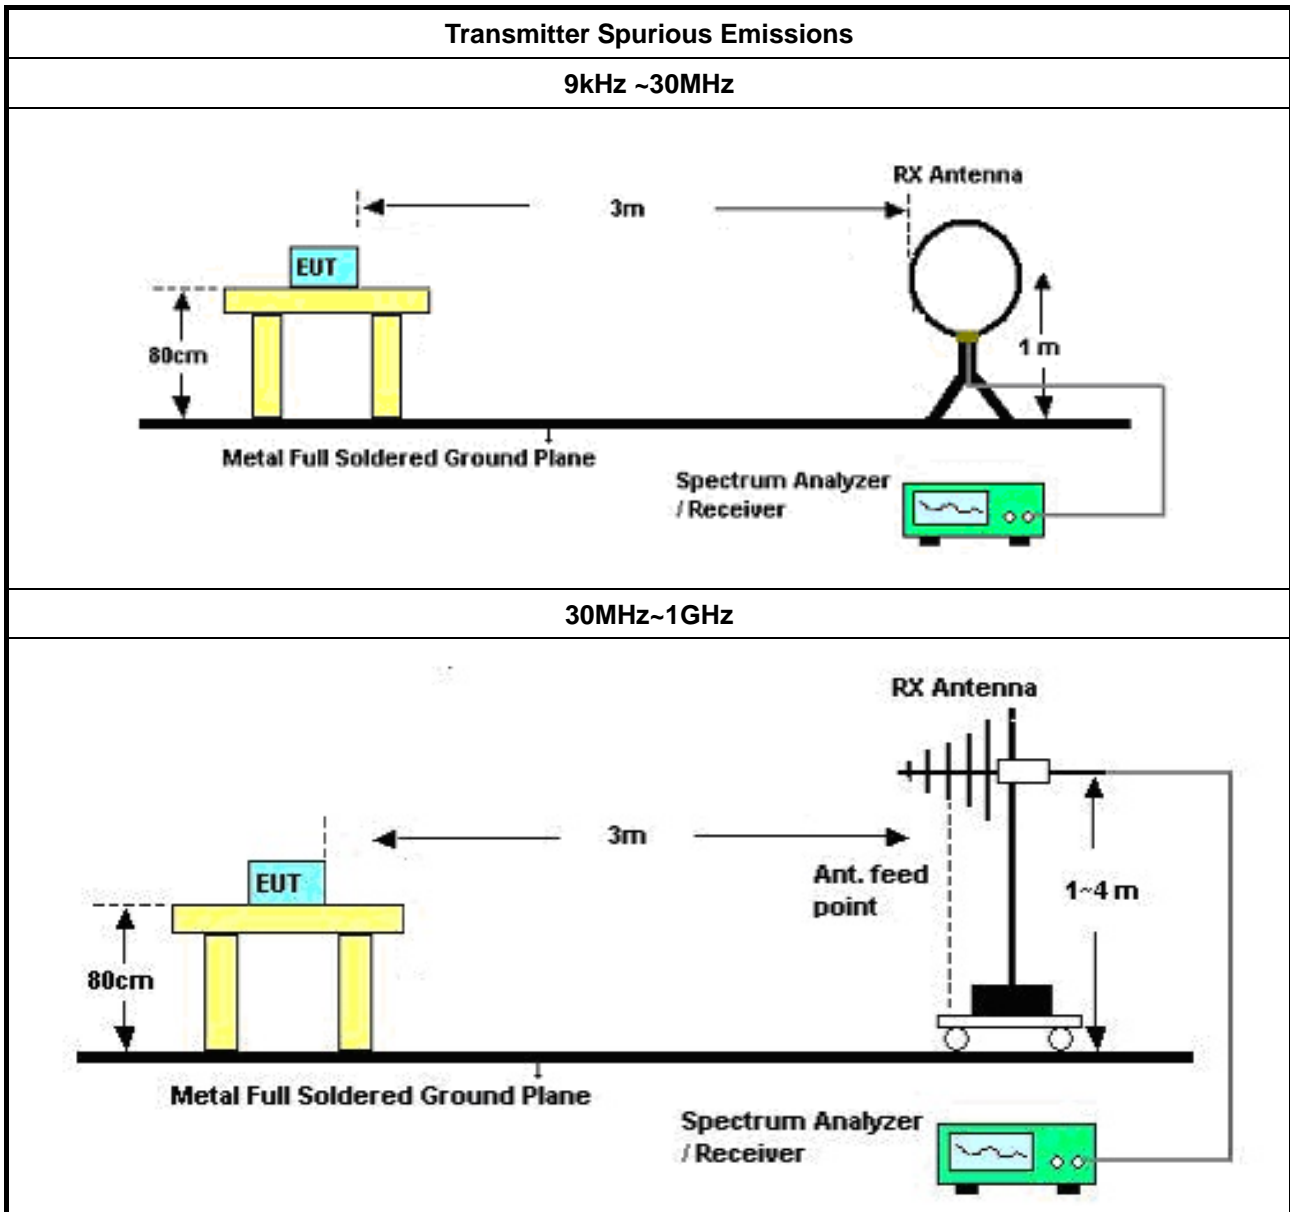 Transmitter Spurious Emissions
9kHz ~30MHz
RX Antenna
3m
EUT
80cm
1 m
Metal Full Soldered Ground Plane
Spectrum Analyzer
/ Receiver
30MHz~1GHz
RX Antenna
3m
Ant. feed
point
1~4 m
EUT
80cm
Metal Full Soldered Ground Plane
Spectrum Analyzer
/ Receiver